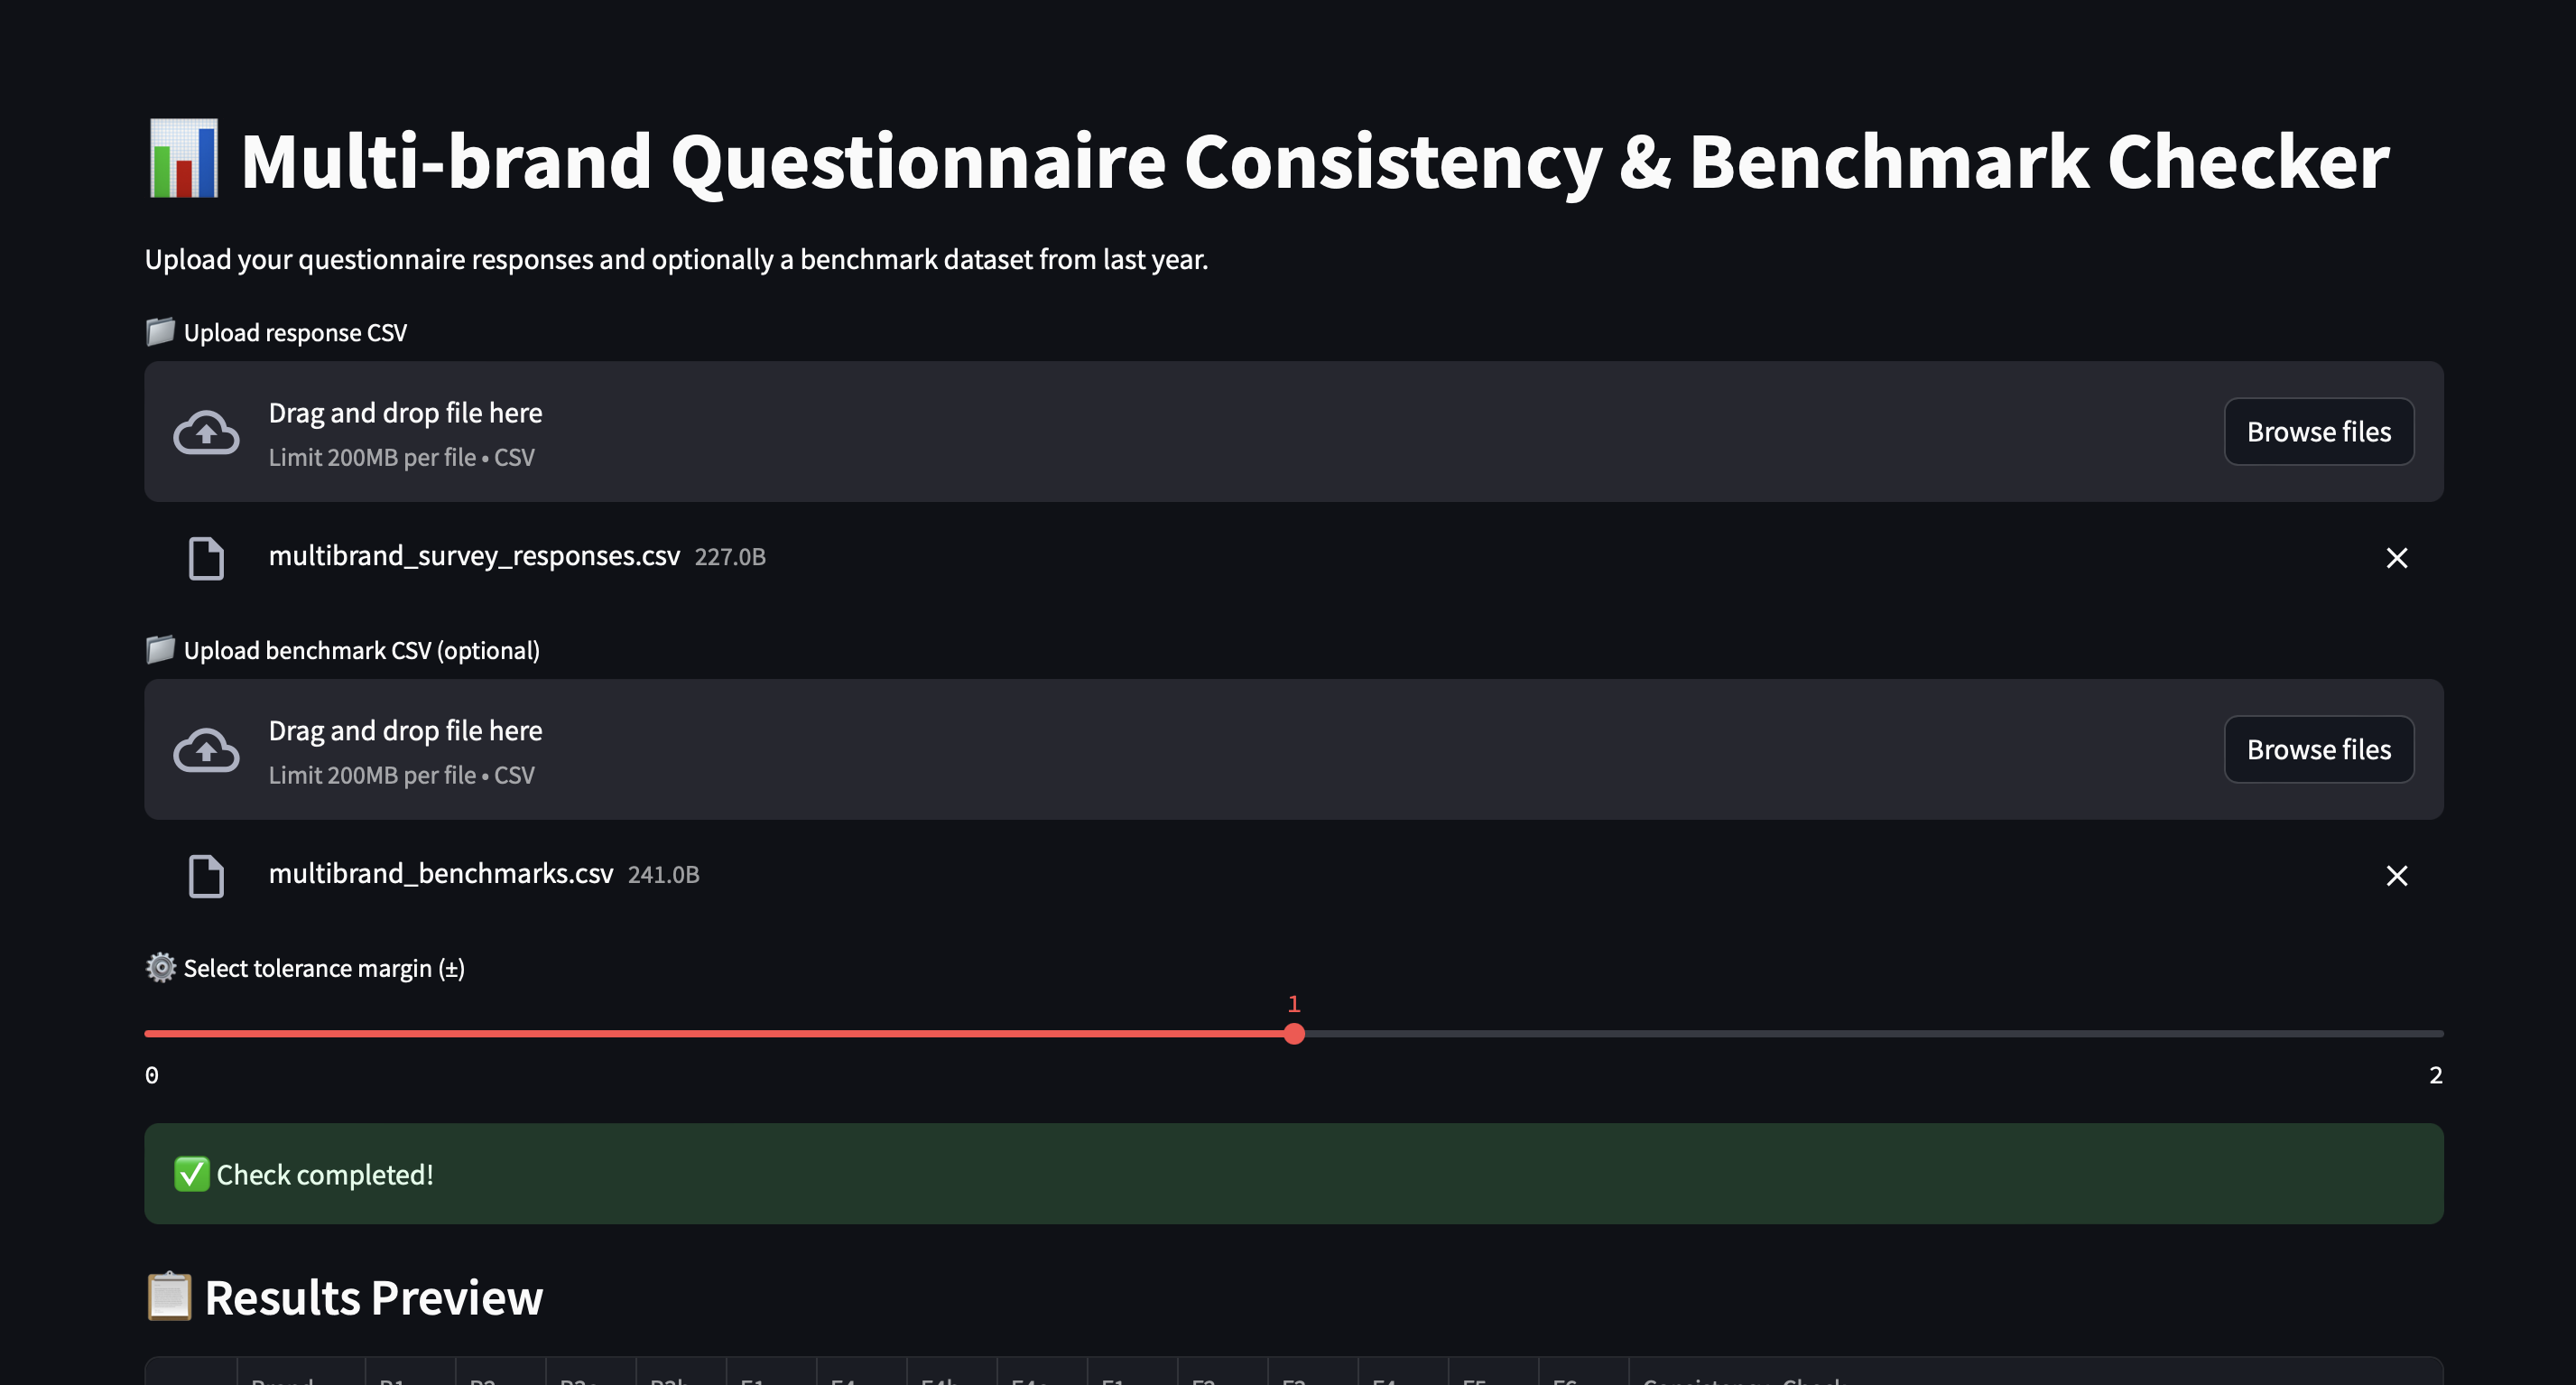 Multi-brand Questionnaire Consistency & Benchmark Checker
Upload your questionnaire responses and optionally a benchmark dataset from last year.
Upload response CSV
Drag and drop file here
Limit 200MB per file • CSV
Browse files
multibrand_survey_responses.csv 227.0B
Upload benchmark CSV (optional)
Drag and drop file here
Limit 200MB per file • CSV
Browse files
multibrand_benchmarks.csv 241.0B
Select tolerance margin (±)
1
0 2
Check completed!
Results Preview